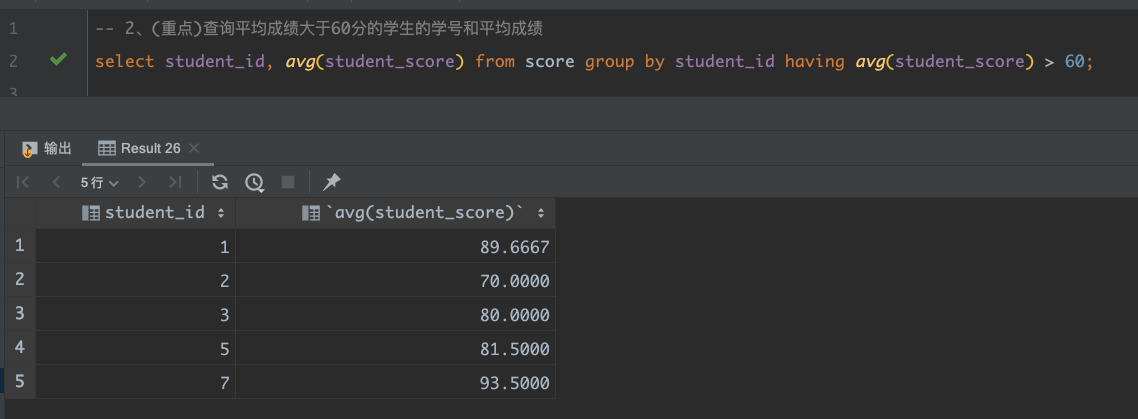 1 -- 2、(重点)查询平均成绩大于60分的学生的学号和平均成绩
2 select student_id, avg(student_score) from score group by student_id having avg(student_score) > 60;
3
输出 Result 26
5 行
student_id `avg(student_score)`
1 1 89.6667
2 2 70.0000
3 3 80.0000
4 5 81.5000
5 7 93.5000